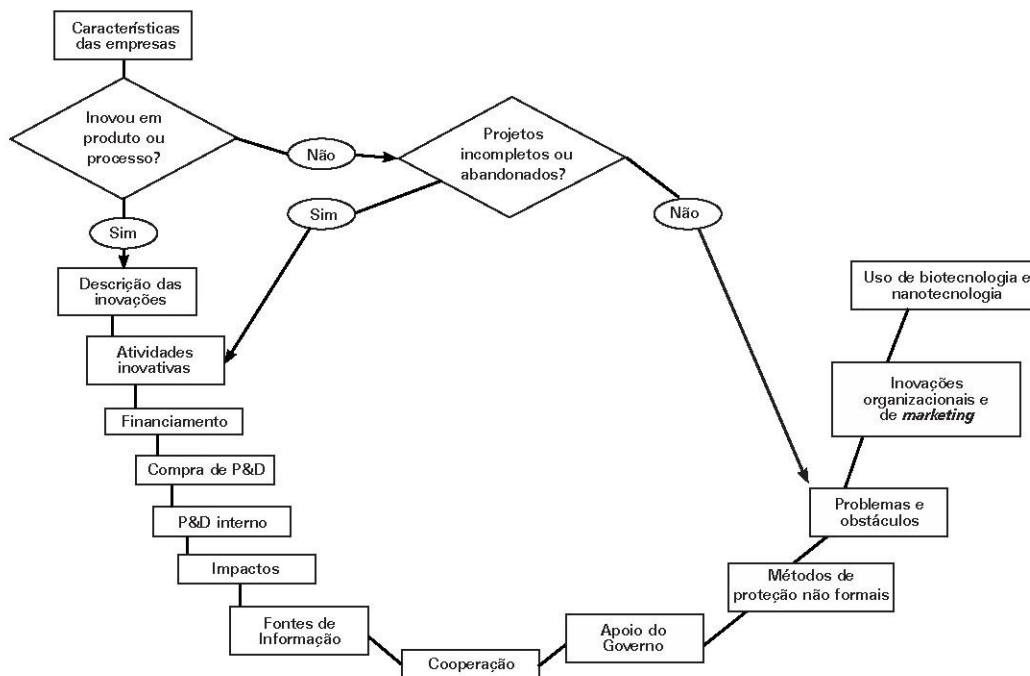 Características
das empresas
Inovou em
produto ou
processo?
Não
Projetos
incompletos ou
abandonados?
Sim
Sim
Não
Descrição das
inovações
Atividades
inovativas
Financiamento
Compra de P&D
P&D interno
Impactos
Fontes de
Informação
Cooperação
Apoio do
Governo
Métodos de
proteção não formais
Problemas e
obstáculos
Inovações
organizacionais e
de marketing
Uso de biotecnologia e
nanotecnologia